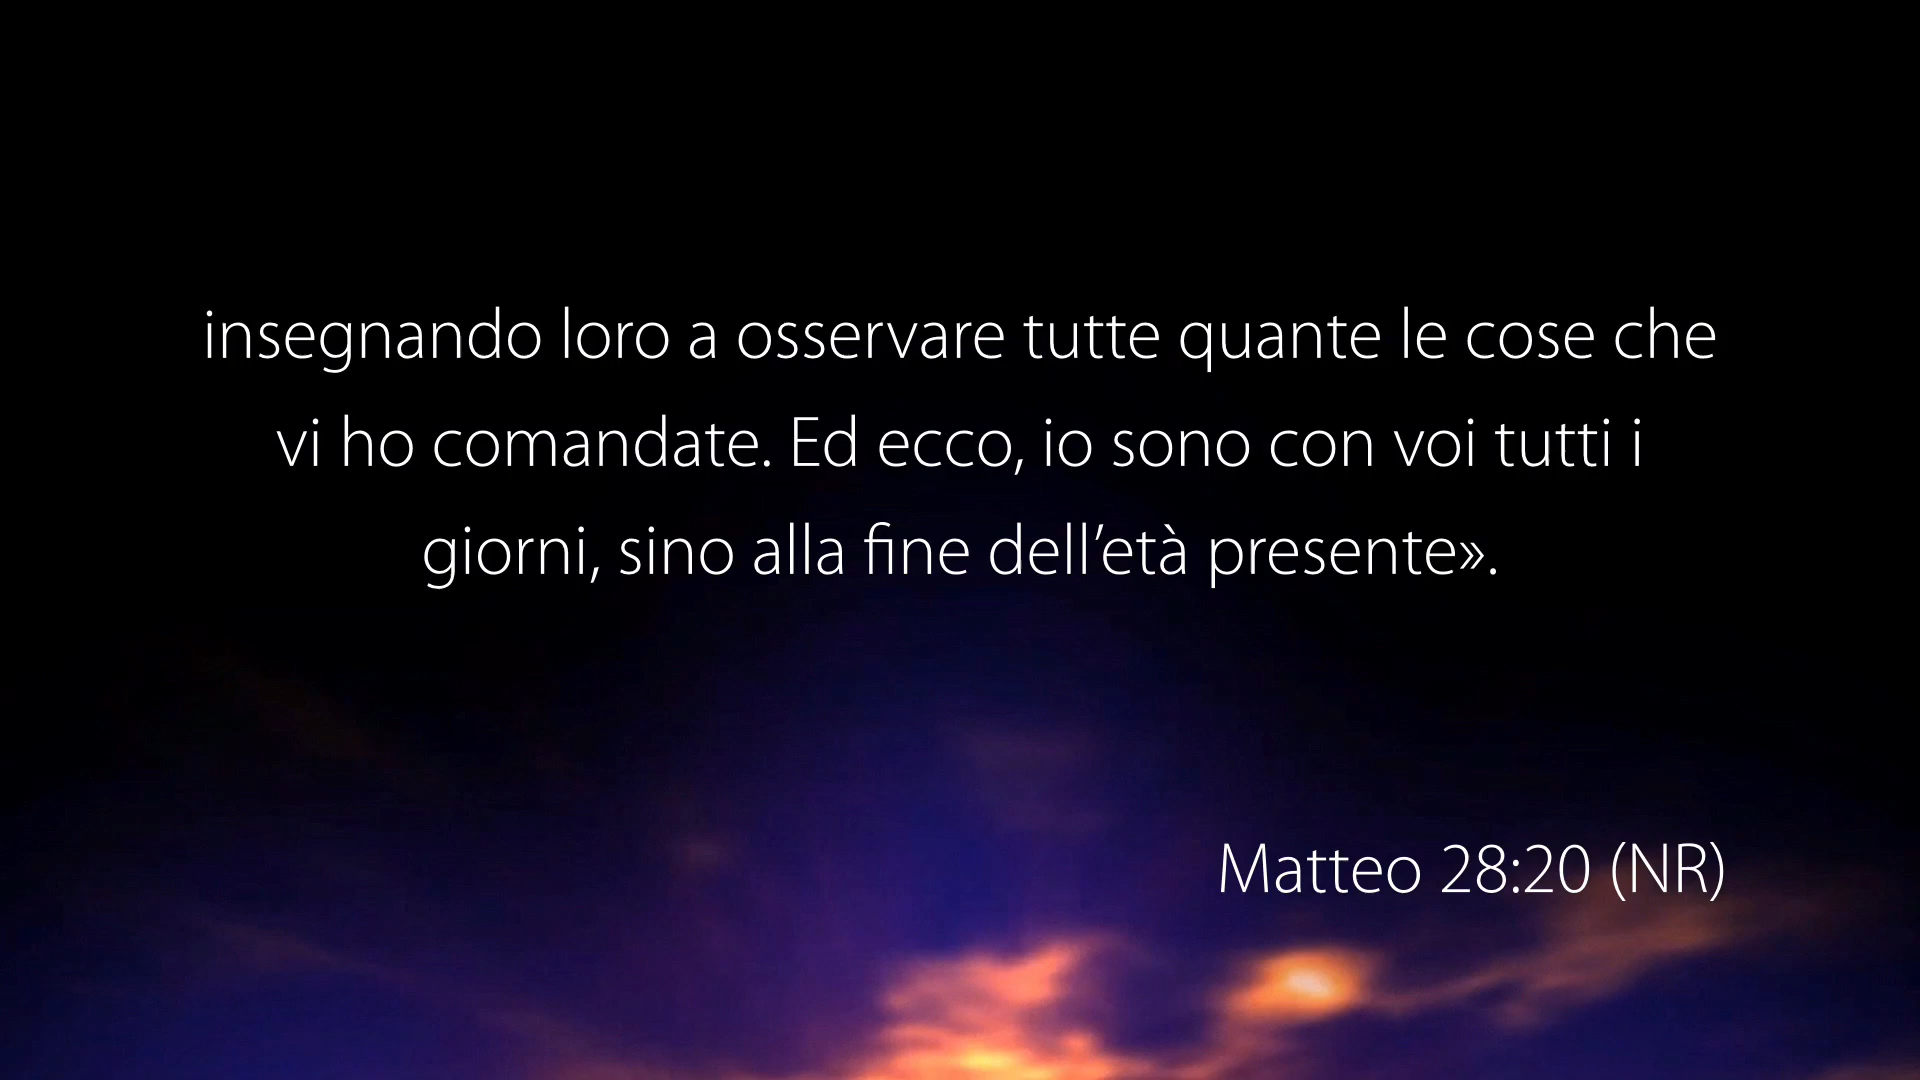 insegnando loro a osservare tutte quante le cose che
vi ho comandate. Ed ecco, io sono con voi tutti i
giorni, sino alla fine dell’età presente».
Matteo 28:20 (NR)